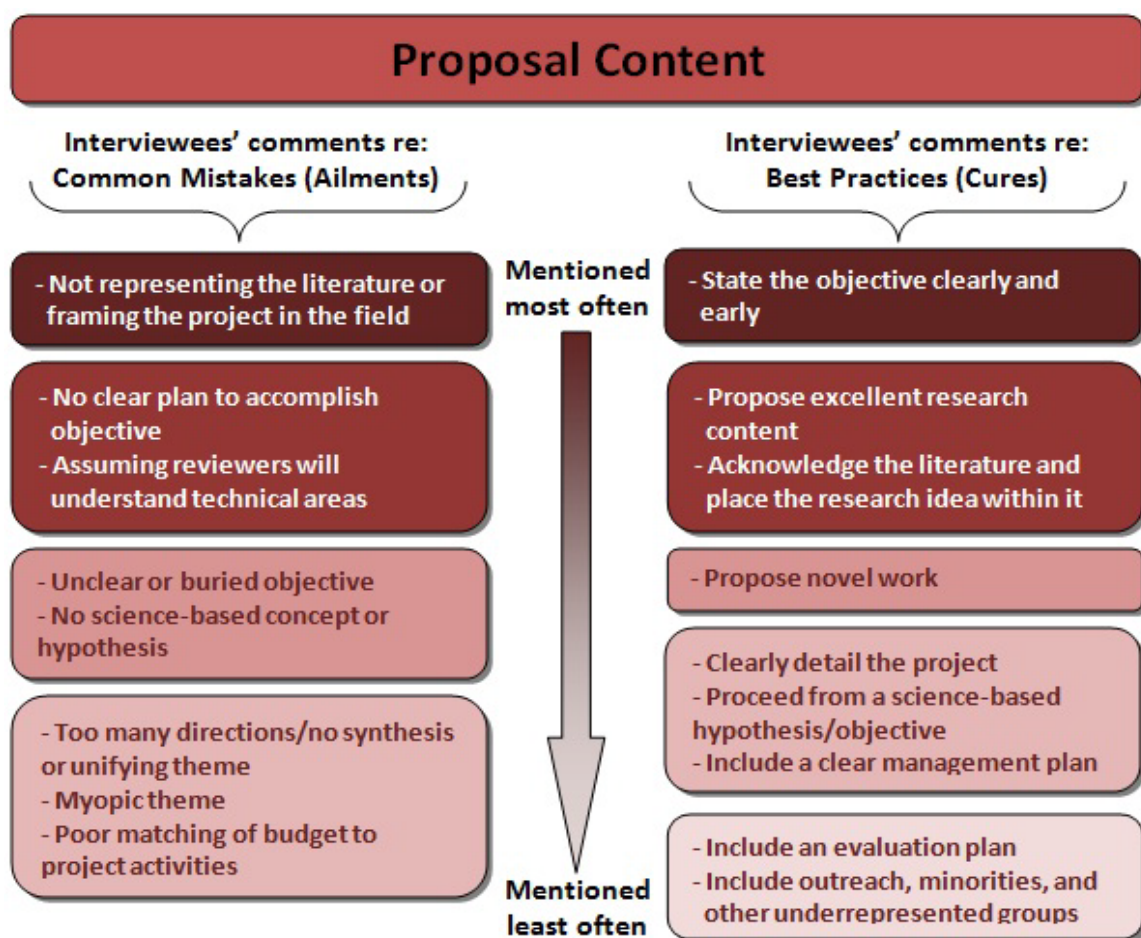 Proposal Content
Interviewees' comments re:
Common Mistakes (Ailments)
- Not representing the literature or
framing the project in the field
- No clear plan to accomplish
objective
- Assuming reviewers will
understand technical areas
- Unclear or buried objective
- No science-based concept or
hypothesis
- Too many directions/no synthesis
or unifying theme
- Myopic theme
- Poor matching of budget to
project activities
Mentioned
most often
Mentioned
least often
Interviewees' comments re:
Best Practices (Cures)
- State the objective clearly and
early
- Propose excellent research
content
- Acknowledge the literature and
place the research idea within it
- Propose novel work
- Clearly detail the project
- Proceed from a science-based
hypothesis/objective
- Include a clear management plan
- Include an evaluation plan
- Include outreach, minorities, and
other underrepresented groups